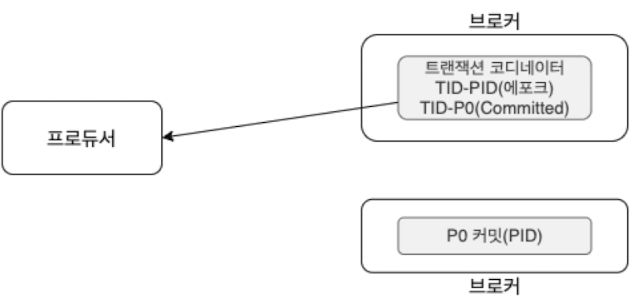 브로커
트랜잭션 코디네이터
TID-PID(에포크)
TID-P0(Committed)
프로듀서
P0 커밋(PID)
브로커